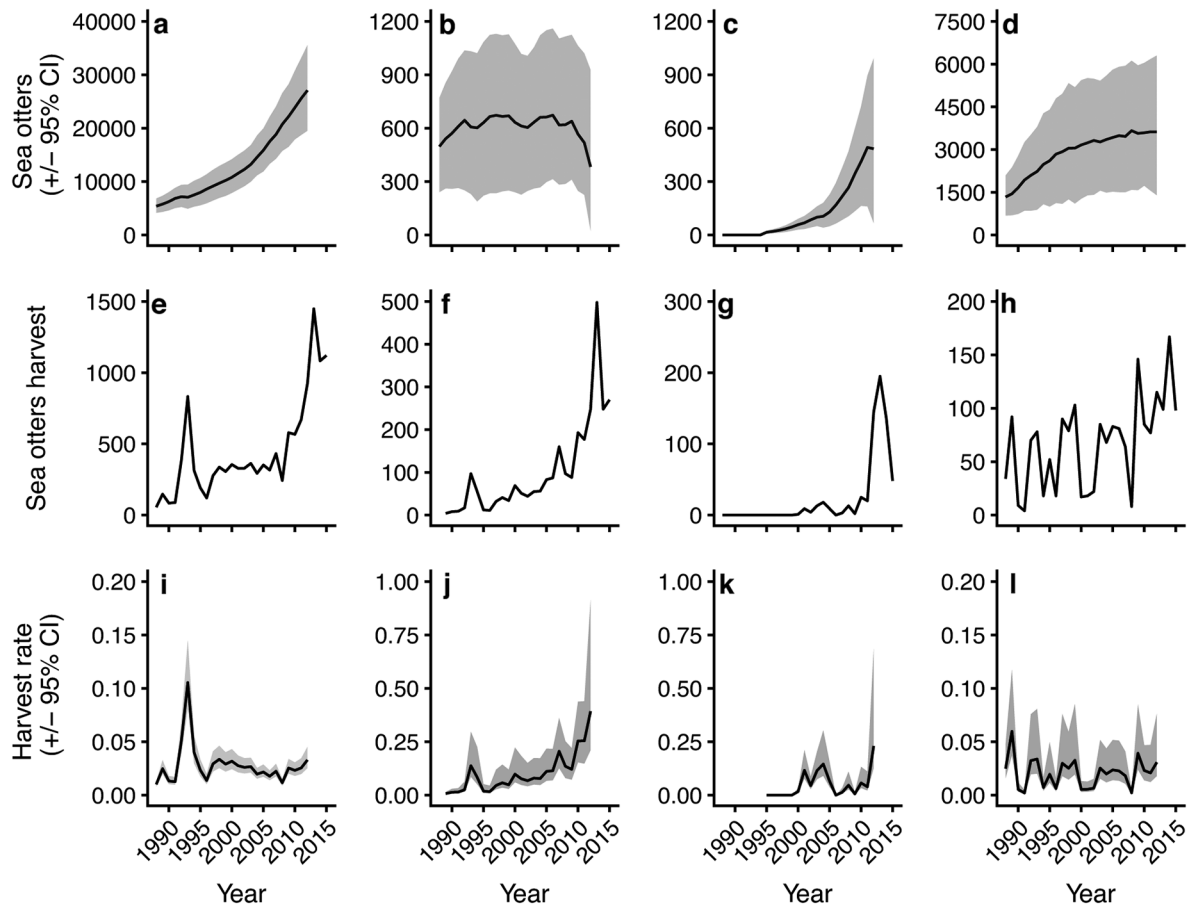 Sea otters
(+/− 95% CI)
a
40000
30000
20000
10000
0
b
1200
900
600
300
0
c
1200
900
600
300
0
d
7500
6000
4500
3000
1500
0
Sea otters harvest
e
1500
1000
500
0
f
500
400
300
200
100
0
g
300
200
100
0
h
200
150
100
50
0
Harvest rate
(+/− 95% CI)
i
0.20
0.15
0.10
0.05
0.00
j
1.00
0.75
0.50
0.25
0.00
k
1.00
0.75
0.50
0.25
0.00
l
0.20
0.15
0.10
0.05
0.00
1990 1995 2000 2005 2010 2015
1990 1995 2000 2005 2010 2015
1990 1995 2000 2005 2010 2015
1990 1995 2000 2005 2010 2015
Year Year Year Year